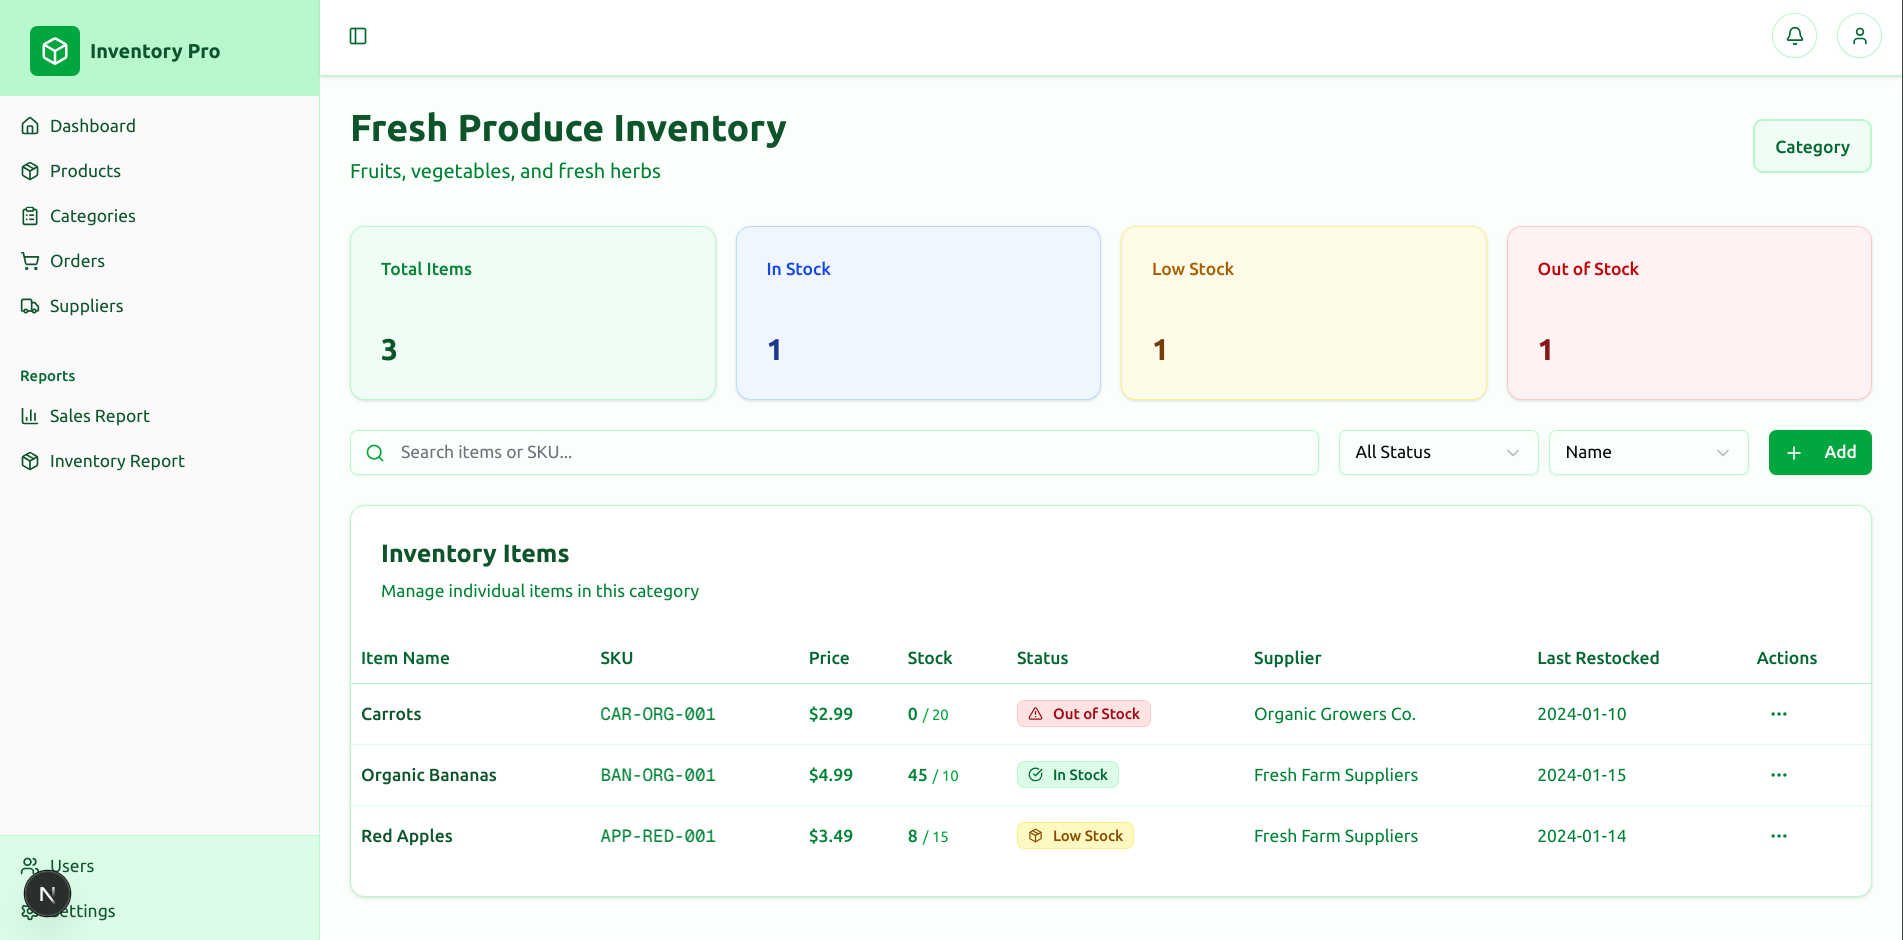 Inventory Pro
Dashboard
Products
Categories
Orders
Suppliers
Reports
Sales Report
Inventory Report
Users
ettings
N
Fresh Produce Inventory
Fruits, vegetables, and fresh herbs
Category
Total Items
3
In Stock
1
Low Stock
1
Out of Stock
1
Search items or SKU...
All Status
Name
Add
Inventory Items
Manage individual items in this category
Item Name SKU Price Stock Status Supplier Last Restocked Actions
Carrots CAR-ORG-001 $2.99 0 / 20 Out of Stock Organic Growers Co. 2024-01-10 ...
Organic Bananas BAN-ORG-001 $4.99 45 / 10 In Stock Fresh Farm Suppliers 2024-01-15 ...
Red Apples APP-RED-001 $3.49 8 / 15 Low Stock Fresh Farm Suppliers 2024-01-14 ...